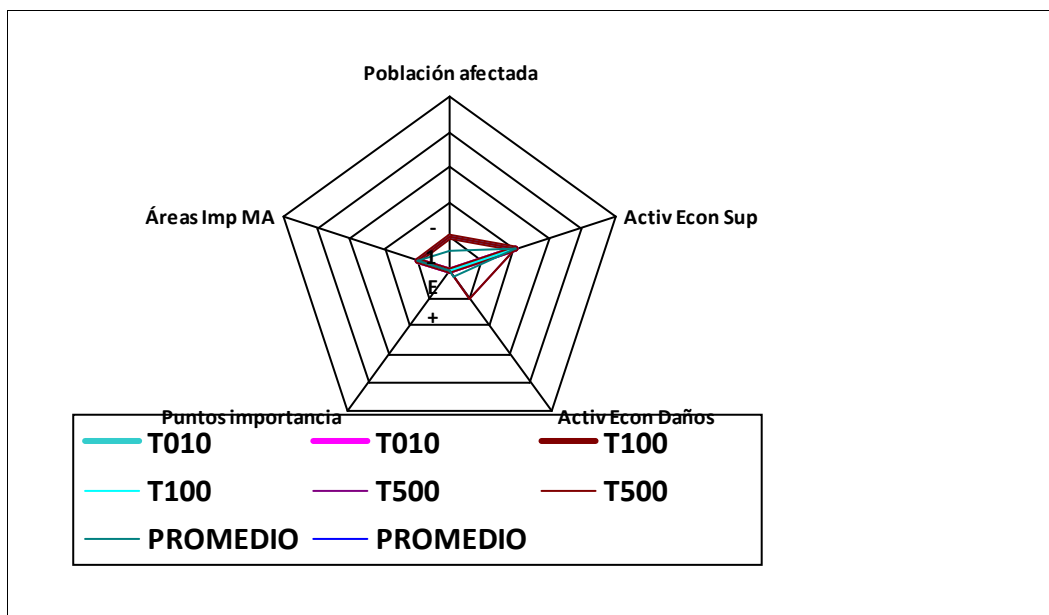 Población afectada
Áreas Imp MA
Activ Econ Sup
-
1
E
+
Puntos importancia
Activ Econ Daños
T010 T010 T100
T100 T500 T500
PROMEDIO PROMEDIO